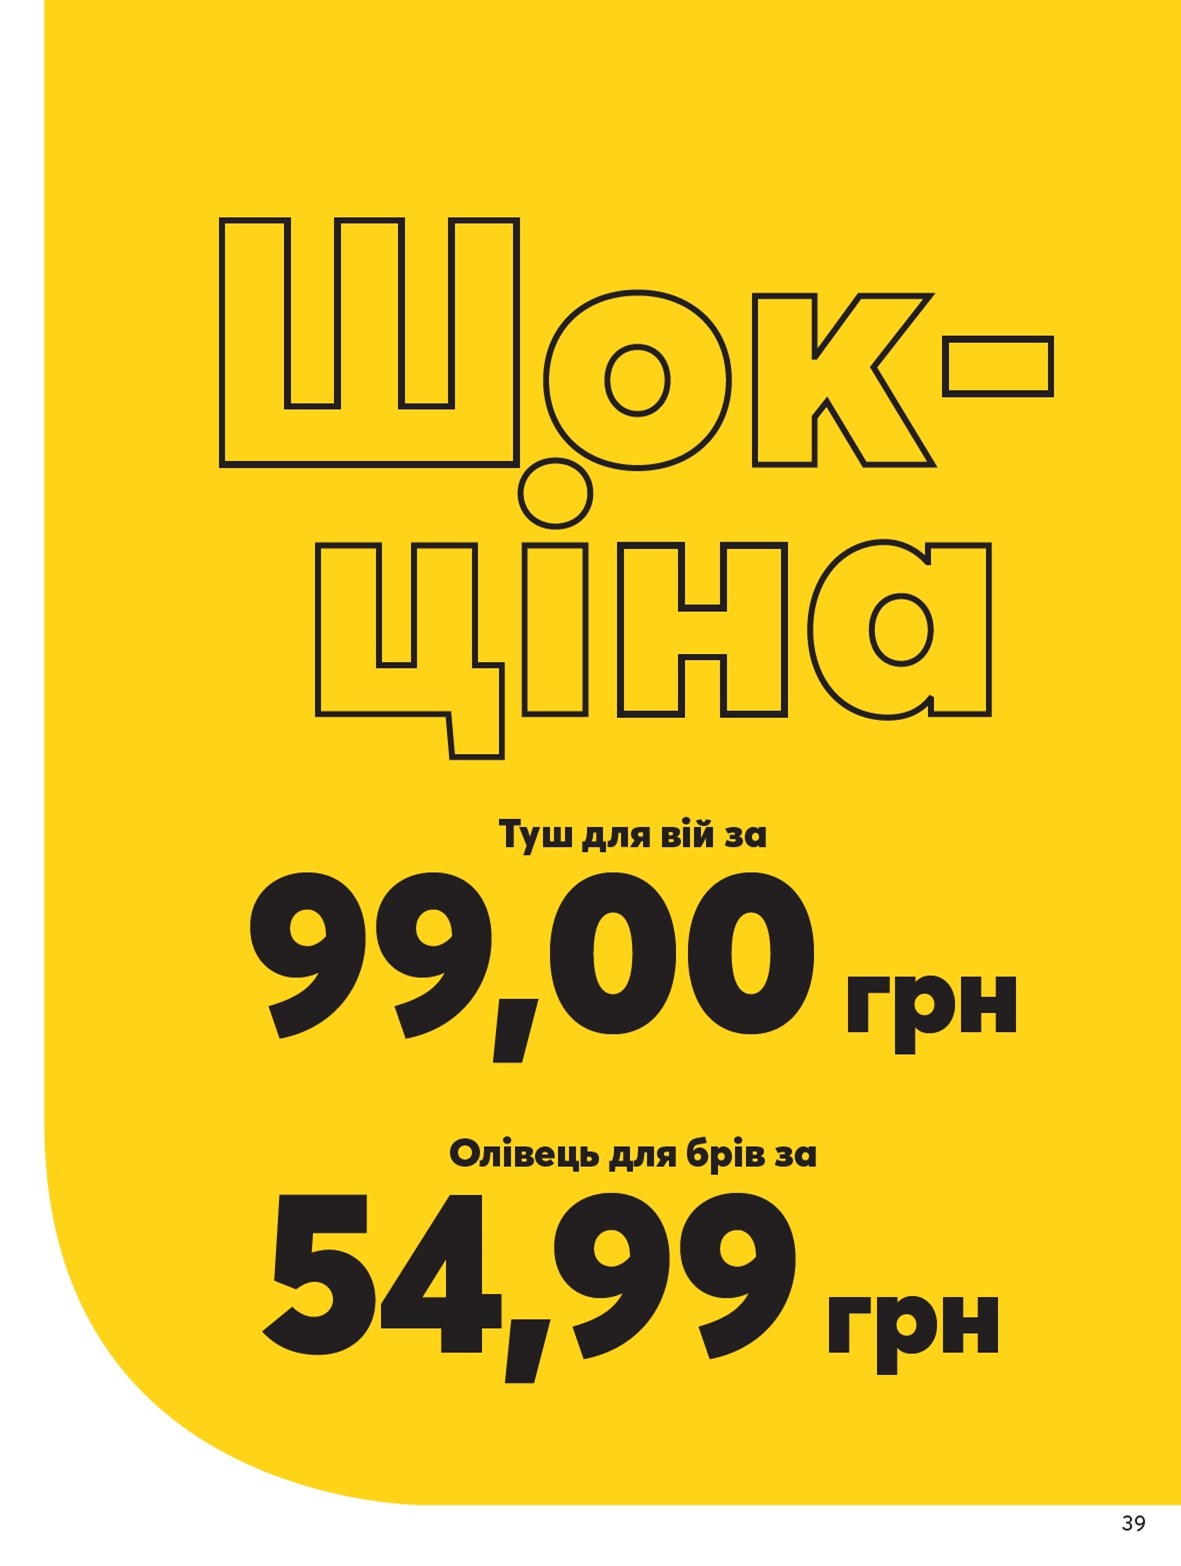 Шок-
ціна
Туш для вій за
99,00 грн
Олівець для брів за
54,99 грн
39